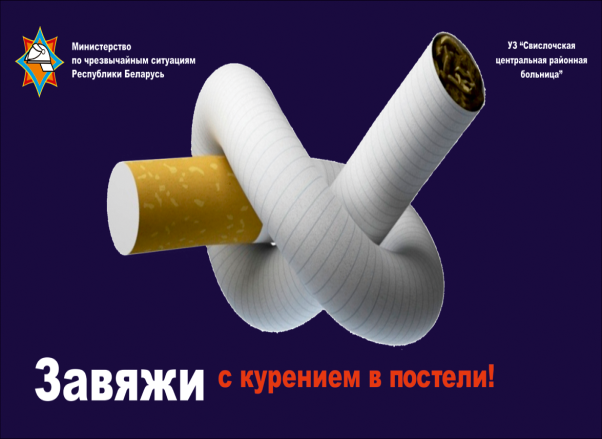 Министерство
по чрезвычайным ситуациям
Республики Беларусь
УЗ "Свислочская
центральная районная
больница"
Завяжи с курением в постели!